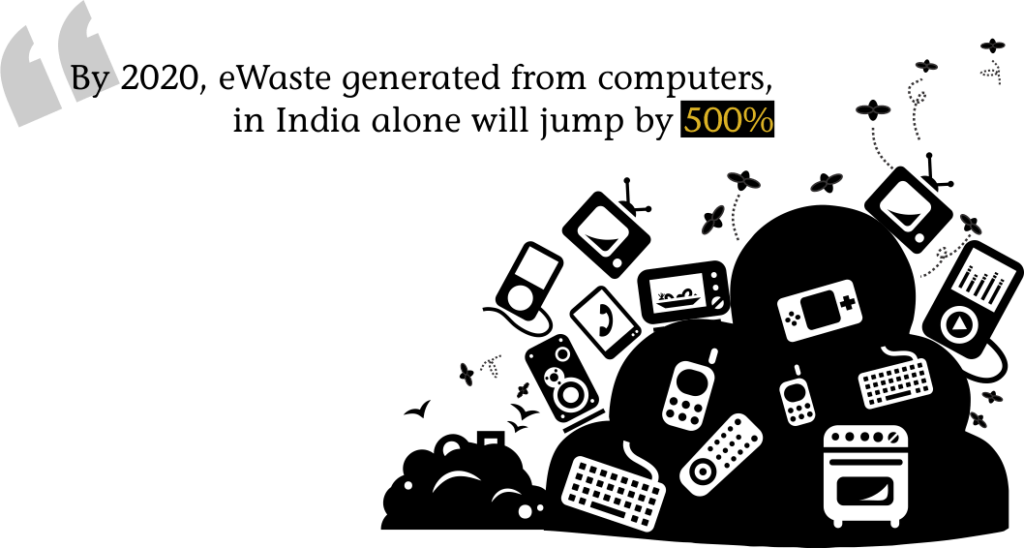 By 2020, eWaste generated from computers,
in India alone will jump by 500%